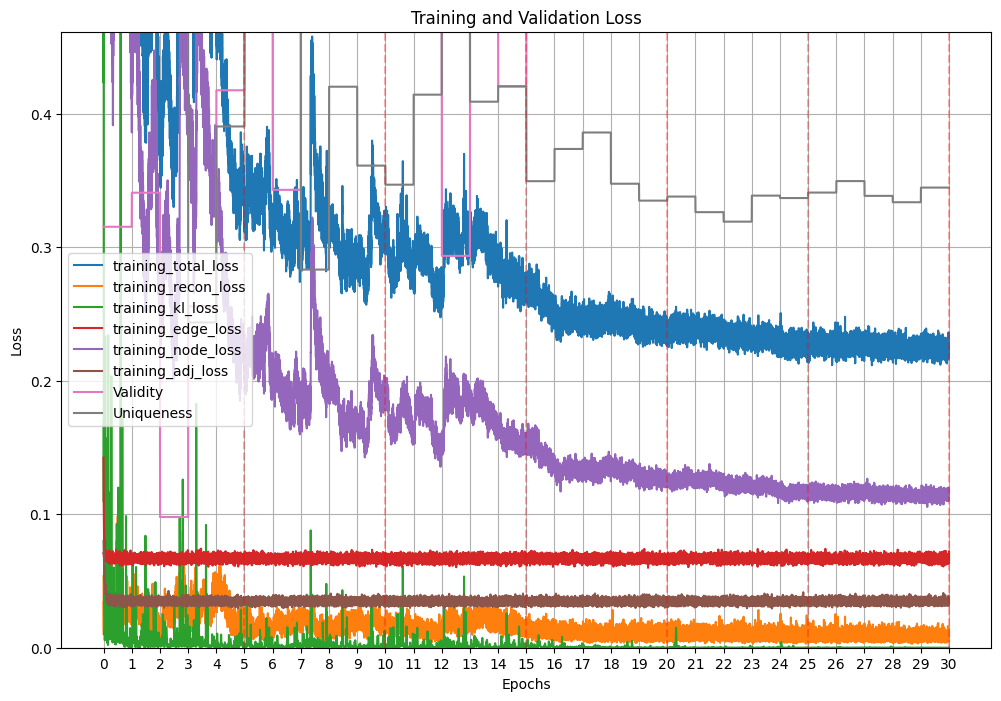 Training and Validation Loss
Loss
0.4
0.3
0.2
0.1
0.0
training_total_loss
training_recon_loss
training_kl_loss
training_edge_loss
training_node_loss
training_adj_loss
Validity
Uniqueness
0 1 2 3 4 5 6 7 8 9 10 11 12 13 14 15 16 17 18 19 20 21 22 23 24 25 26 27 28 29 30
Epochs